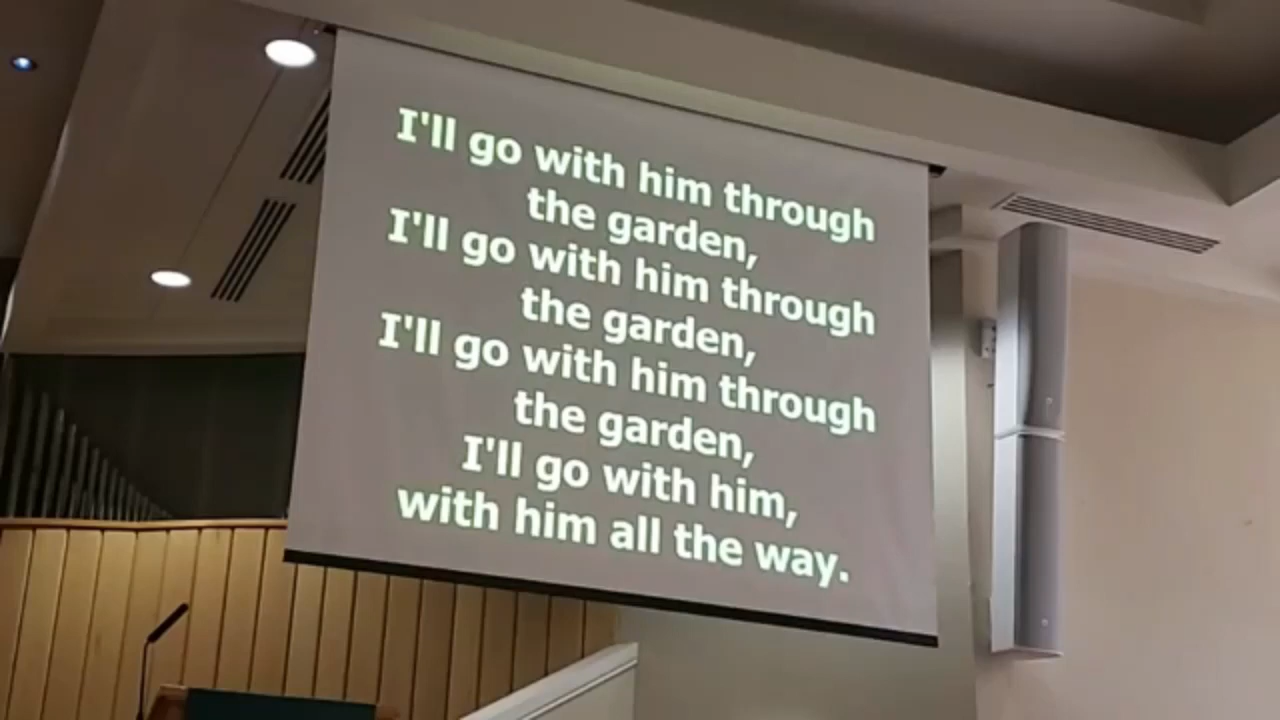 I'll go with him through
the garden,
I'll go with him through
the garden,
I'll go with him through
the garden,
I'll go with him,
with him all the way.